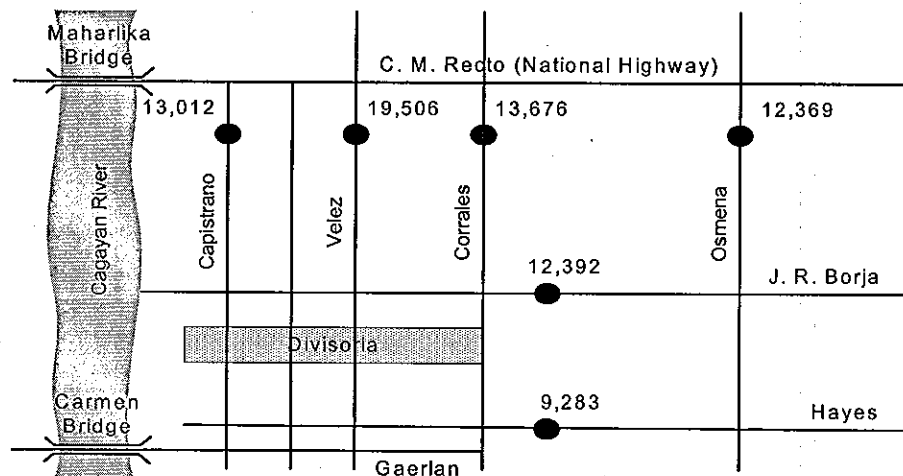 Maharlika
Bridge
C. M. Recto (National Highway)
13,012
19,506
13,676
12,369
Cagayan River
Capistrano
Velez
Corrales
Osmena
12,392
J. R. Borja
Divisoria
Carmen
Bridge
9,283
Hayes
Gaerlan